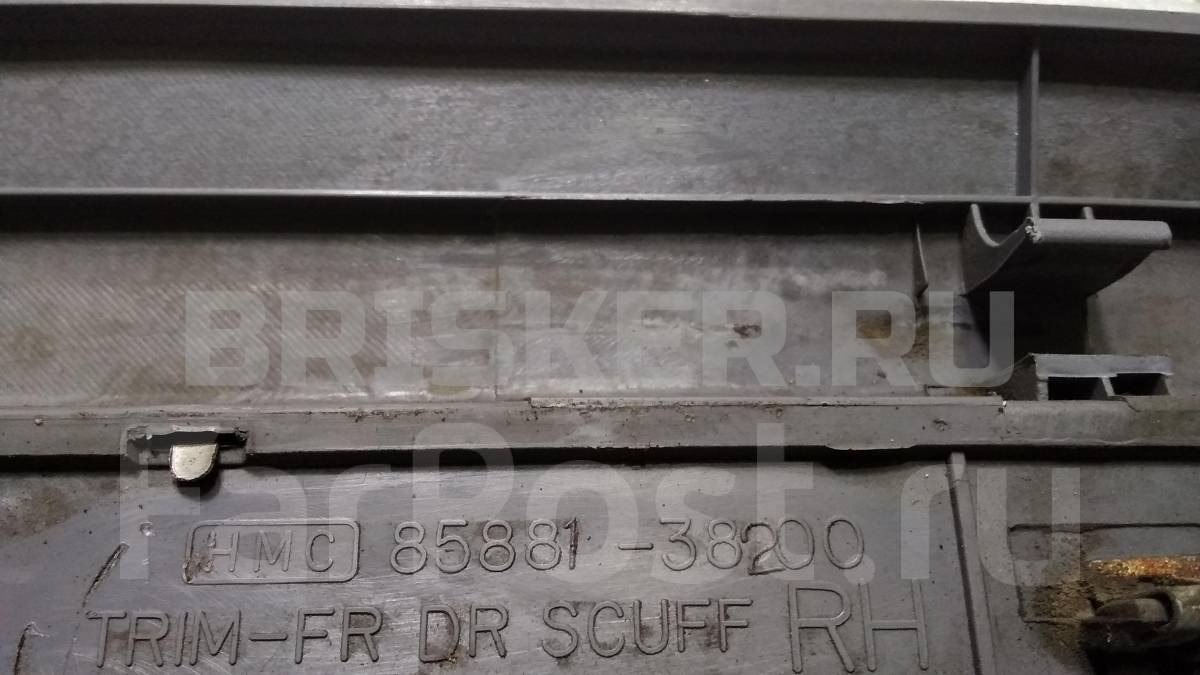 BRISKER.RU
FarPost.ru
HMC 85881-38200
TRIM-FR DR SCUFF RH